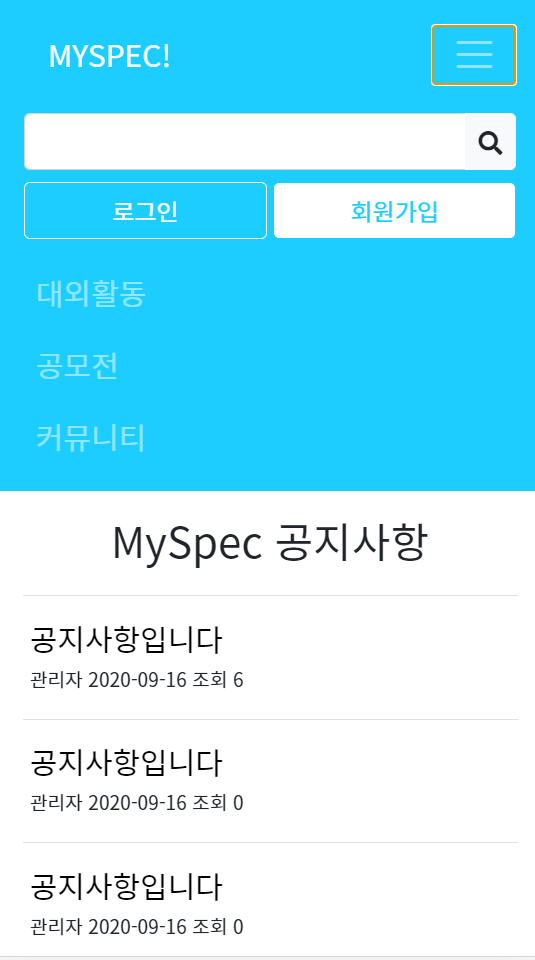 MYSPEC!
로그인 회원가입
대외활동
공모전
커뮤니티
MySpec 공지사항
공지사항입니다
관리자 2020-09-16 조회 6
공지사항입니다
관리자 2020-09-16 조회 0
공지사항입니다
관리자 2020-09-16 조회 0